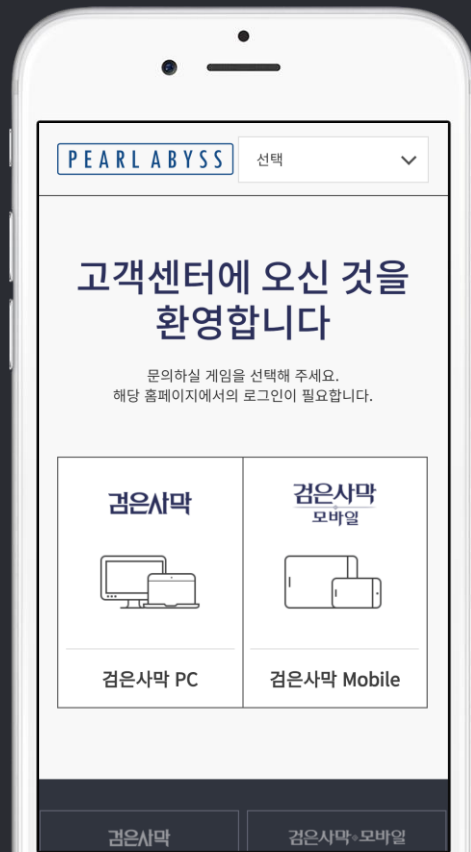 PEARL ABYSS
선택
고객센터에 오신 것을
환영합니다
문의하실 게임을 선택해 주세요.
해당 홈페이지에서의 로그인이 필요합니다.
검은사막
검은사막
모바일
검은사막 PC
검은사막 Mobile
검은사막
검은사막 모바일